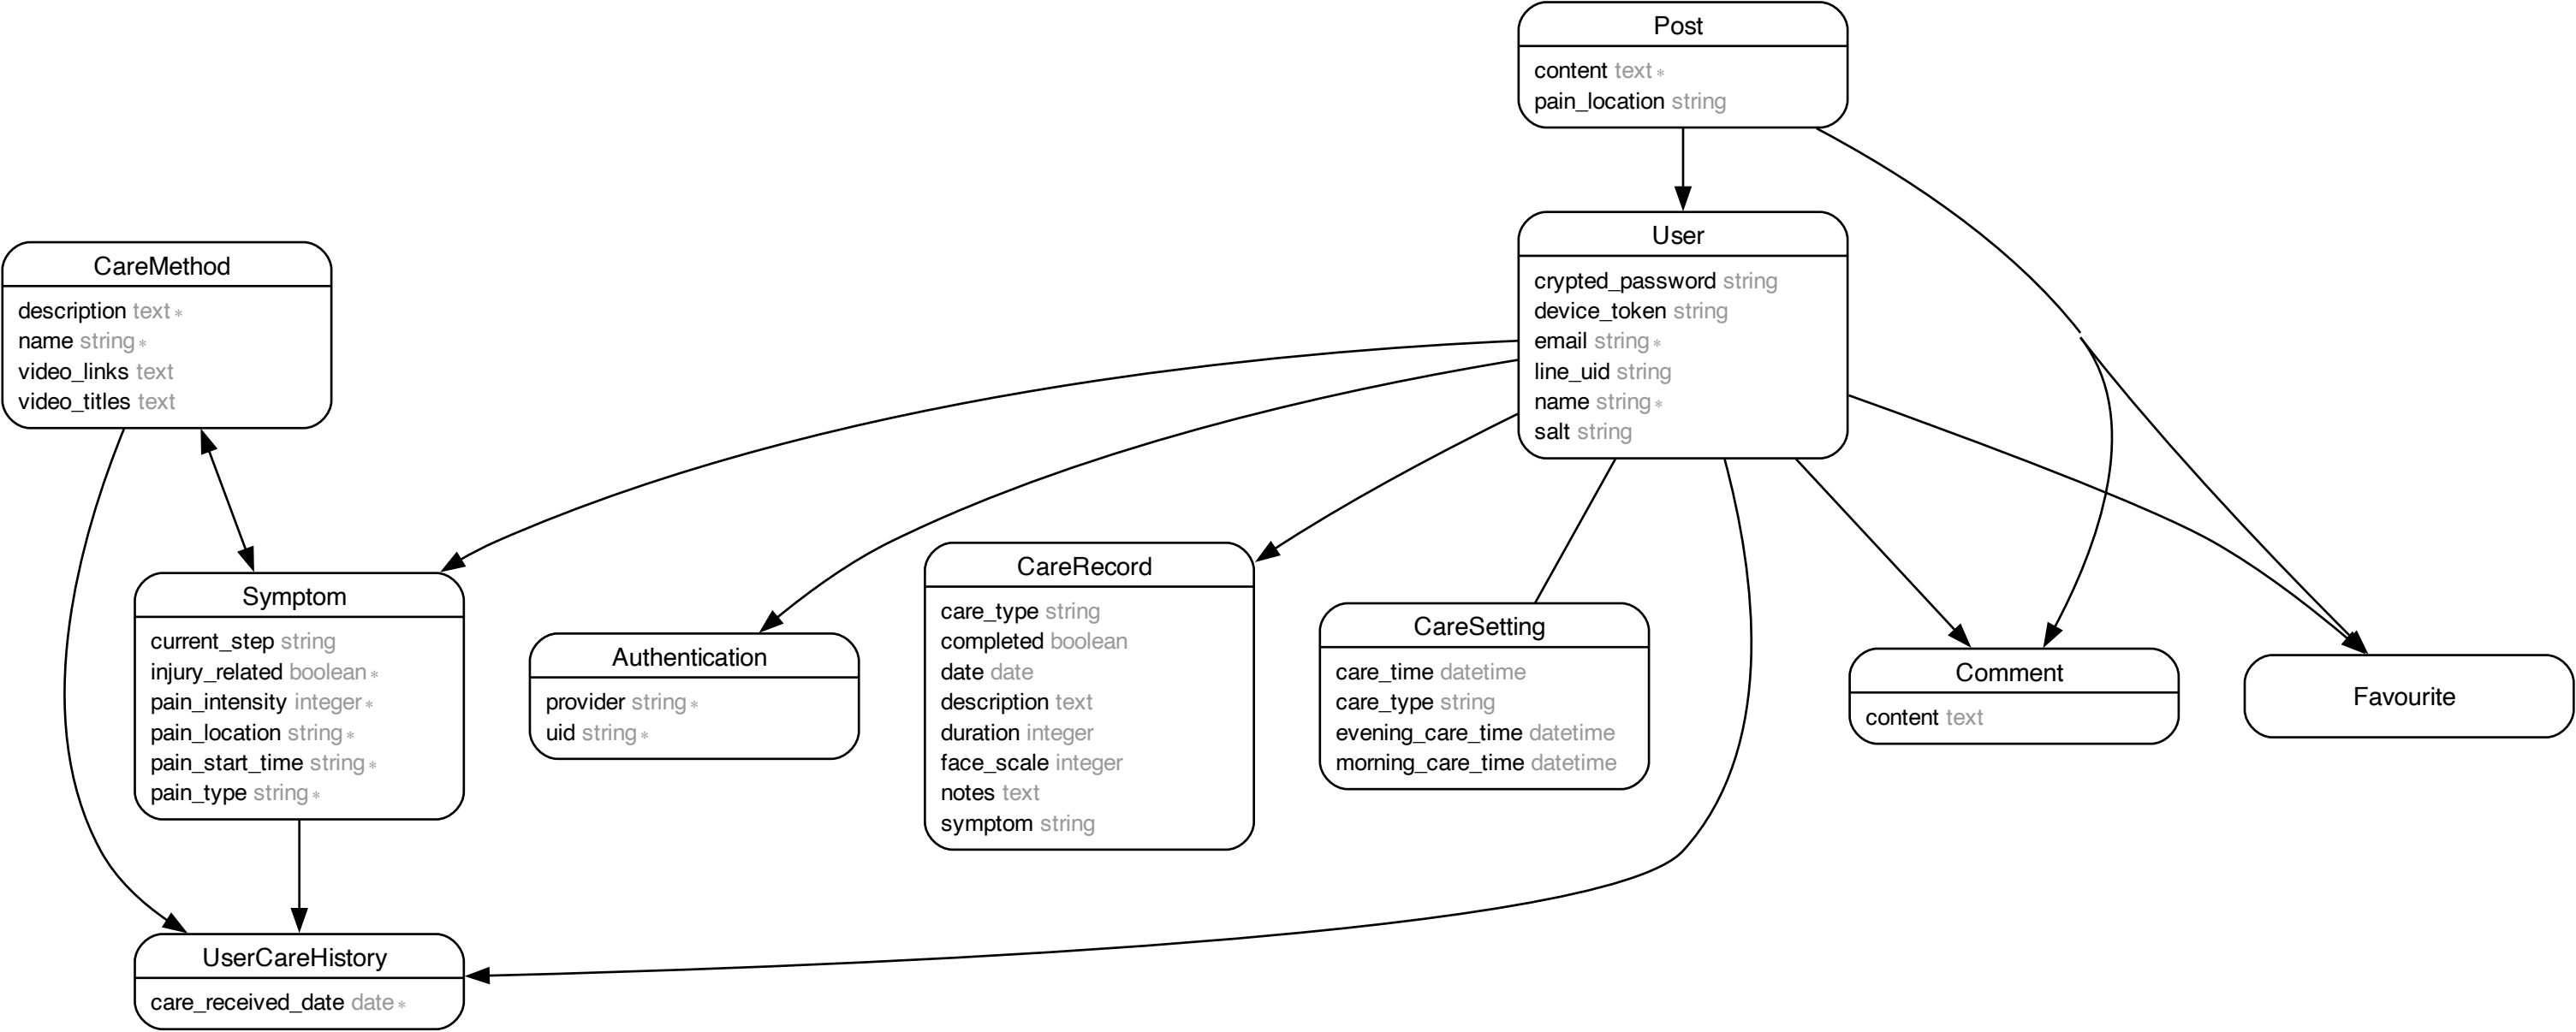 Post
content text *
pain_location string
User
crypted_password string
device_token string
email string *
line_uid string
name string *
salt string
CareMethod
description text *
name string *
video_links text
video_titles text
Symptom
current_step string
injury_related boolean *
pain_intensity integer *
pain_location string *
pain_start_time string *
pain_type string *
Authentication
provider string *
uid string *
CareRecord
care_type string
completed boolean
date date
description text
duration integer
face_scale integer
notes text
symptom string
CareSetting
care_time datetime
care_type string
evening_care_time datetime
morning_care_time datetime
Comment
content text
Favourite
UserCareHistory
care_received_date date *